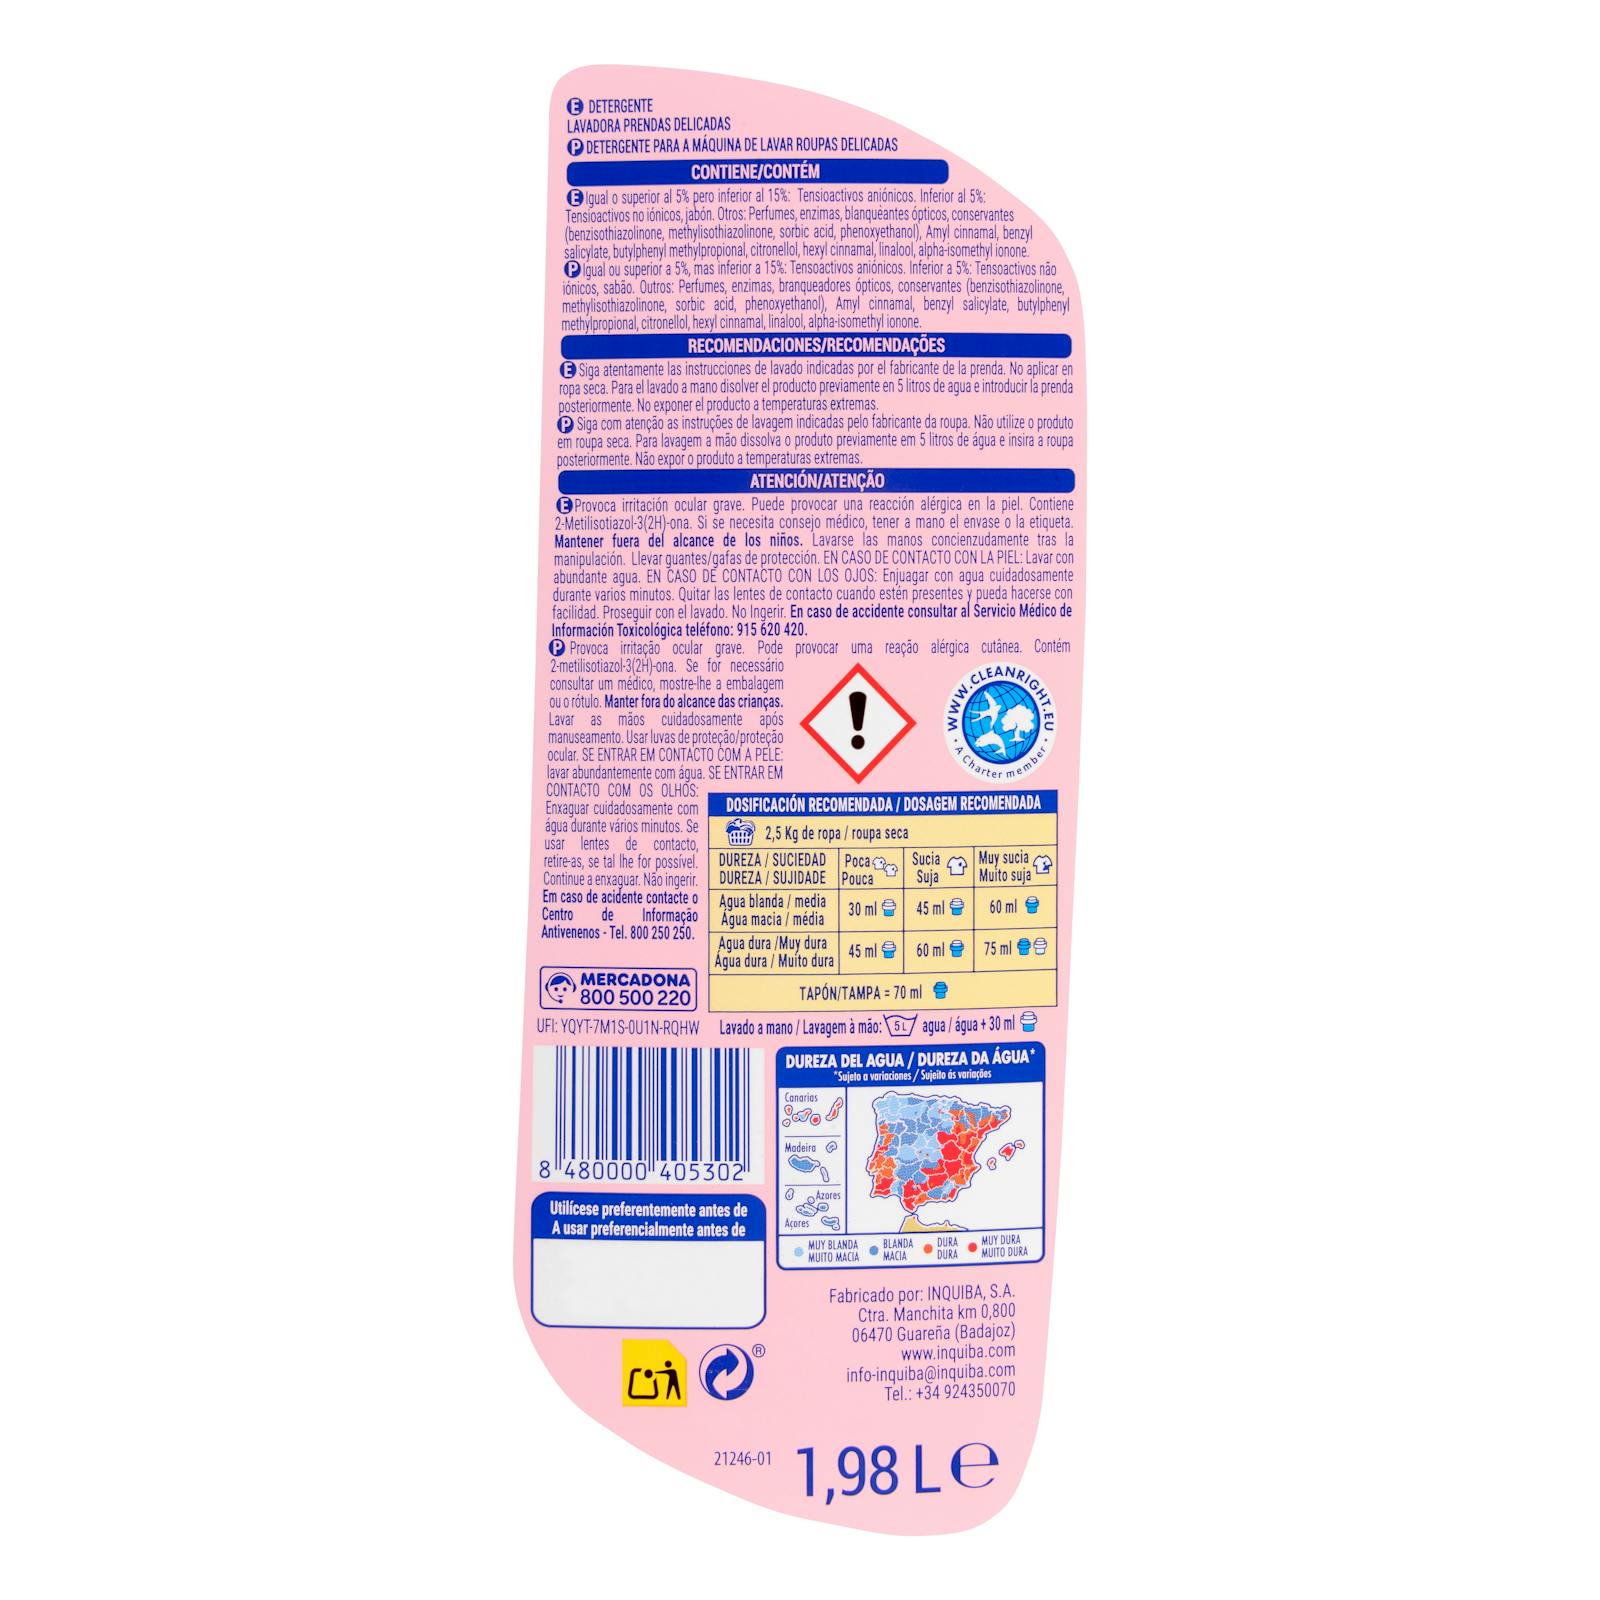 E DETERGENTE
LAVADORA PRENDAS DELICADAS
P DETERGENTE PARA A MÁQUINA DE LAVAR ROUPAS DELICADAS
CONTIENE/CONTÉM
E Igual o superior al 5% pero inferior al 15%: Tensioactivos aniónicos. Inferior al 5%:
Tensioactivos no iónicos, jabón. Otros: Perfumes, enzimas, blanqueantes ópticos, conservantes
(benzisothiazolinone, methylisothiazolinone, sorbic acid, phenoxyethanol), Amyl cinnamal, benzyl
salicylate, butylphenyl methylpropional, citronellol, hexyl cinnamal, linalool, alpha-isomethyl ionone.
P Igual ou superior a 5%, mas inferior a 15%: Tensoactivos aniónicos. Inferior a 5%: Tensoactivos não
iónicos, sabão. Outros: Perfumes, enzimas, branqueadores ópticos, conservantes (benzisothiazolinone,
methylisothiazolinone, sorbic acid, phenoxyethanol), Amyl cinnamal, benzyl salicylate, butylphenyl
methylpropional, citronellol, hexyl cinnamal, linalool, alpha-isomethyl ionone.
RECOMENDACIONES/RECOMENDAÇÕES
E Siga atentamente las instrucciones de lavado indicadas por el fabricante de la prenda. No aplicar en
ropa seca. Para el lavado a mano disolver el producto previamente en 5 litros de agua e introducir la prenda
posteriormente. No exponer el producto a temperaturas extremas.
P Siga com atenção as instruções de lavagem indicadas pelo fabricante da roupa. Não utilize o produto
em roupa seca. Para lavagem a mão dissolva o produto previamente em 5 litros de água e insira a roupa
posteriormente. Não expor o produto a temperaturas extremas.
ATENCIÓN/ATENÇÃO
E Provoca irritación ocular grave. Puede provocar una reacción alérgica en la piel. Contiene
2-Metilisotiazol-3(2H)-ona. Si se necesita consejo médico, tener a mano el envase o la etiqueta.
Mantener fuera del alcance de los niños. Lavarse las manos concienzudamente tras la
manipulación. Llevar guantes/gafas de protección. EN CASO DE CONTACTO CON LA PIEL: Lavar con
abundante agua. EN CASO DE CONTACTO CON LOS OJOS: Enjuagar con agua cuidadosamente
durante varios minutos. Quitar las lentes de contacto cuando estén presentes y pueda hacerse con
facilidad. Proseguir con el lavado. No Ingerir. En caso de accidente consultar al Servicio Médico de
Información Toxicológica teléfono: 915 620 420.
P Provoca irritação ocular grave. Pode provocar uma reação alérgica cutânea. Contém
2-metilisotiazol-3(2H)-ona. Se for necessário
consultar um médico, mostre-lhe a embalagem
ou o rótulo. Manter fora do alcance das crianças.
Lavar as mãos cuidadosamente após
manuseamento. Usar luvas de proteção/proteção
ocular. SE ENTRAR EM CONTACTO COM A PELE:
lavar abundantemente com água. SE ENTRAR EM
CONTACTO COM OS OLHOS:
Enxaguar cuidadosamente com
água durante vários minutos. Se
usar lentes de contacto,
retire-as, se tal lhe for possível.
Continue a enxaguar. Não ingerir.
Em caso de acidente contacte o
Centro de Informação
Antivenenos - Tel. 800 250 250.
WWW.CLEANRIGHT.EU
• A Charter member •
DOSIFICACIÓN RECOMENDADA / DOSAGEM RECOMENDADA
2,5 Kg de ropa / roupa seca
DUREZA / SUCIEDAD
DUREZA / SUJIDADE
Poca
Pouca
Sucia
Suja
Muy sucia
Muito suja
Agua blanda / media
Água macia / média
30 ml
45 ml
60 ml
Agua dura /Muy dura
Água dura / Muito dura
45 ml
60 ml
75 ml
TAPÓN/TAMPA = 70 ml
MERCADONA
800 500 220
UFI: YQYT-7M1S-0U1N-RQHW
Lavado a mano / Lavagem à mão: 5 L agua / água + 30 ml
DUREZA DEL AGUA / DUREZA DA ÁGUA*
*Sujeto a variaciones / Sujeito ás variações
Canarias
Madeira
Azores
Açores
MUY BLANDA
MUITO MACIA
BLANDA
MACIA
DURA
DURA
MUY DURA
MUITO DURA
8 480000 405302
Utilícese preferentemente antes de
A usar preferencialmente antes de
Fabricado por: INQUIBA, S.A.
Ctra. Manchita km 0,800
06470 Guareña (Badajoz)
www.inquiba.com
info-inquiba@inquiba.com
Tel.: +34 924350070
®
21246-01
1,98 L e